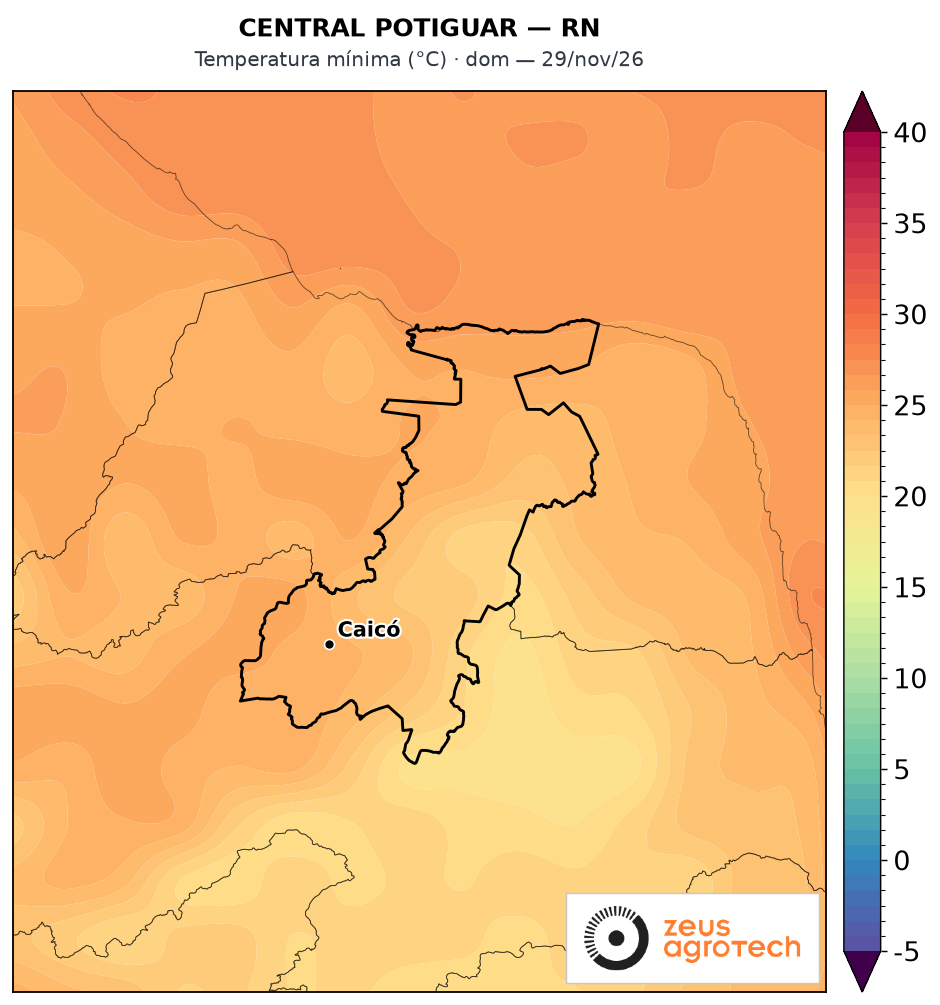 CENTRAL POTIGUAR — RN
Temperatura mínima (°C) · dom — 29/nov/26
40
35
30
25
20
15
10
5
0
-5
Caicó
zeus
agrotech